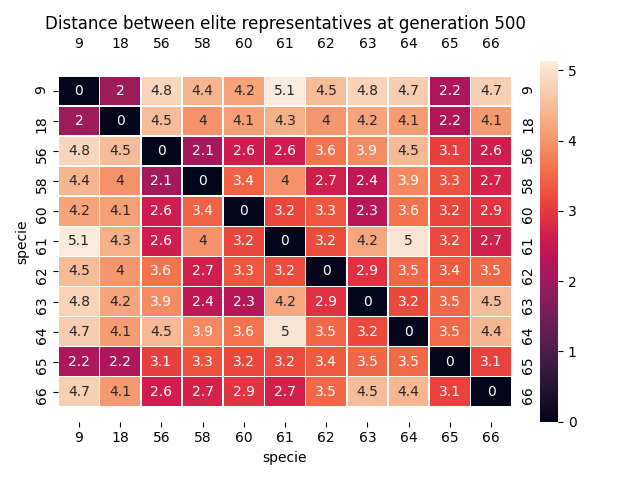 Distance between elite representatives at generation 500
specie
9 18 56 58 60 61 62 63 64 65 66
9 0 2 4.8 4.4 4.2 5.1 4.5 4.8 4.7 2.2 4.7 9
18 2 0 4.5 4 4.1 4.3 4 4.2 4.1 2.2 4.1 18
56 4.8 4.5 0 2.1 2.6 2.6 3.6 3.9 4.5 3.1 2.6 56
58 4.4 4 2.1 0 3.4 4 2.7 2.4 3.9 3.3 2.7 58
60 4.2 4.1 2.6 3.4 0 3.2 3.3 2.3 3.6 3.2 2.9 60
61 5.1 4.3 2.6 4 3.2 0 3.2 4.2 5 3.2 2.7 61
62 4.5 4 3.6 2.7 3.3 3.2 0 2.9 3.5 3.4 3.5 62
63 4.8 4.2 3.9 2.4 2.3 4.2 2.9 0 3.2 3.5 4.5 63
64 4.7 4.1 4.5 3.9 3.6 5 3.5 3.2 0 3.5 4.4 64
65 2.2 2.2 3.1 3.3 3.2 3.2 3.4 3.5 3.5 0 3.1 65
66 4.7 4.1 2.6 2.7 2.9 2.7 3.5 4.5 4.4 3.1 0 66
9 18 56 58 60 61 62 63 64 65 66
specie
5
4
3
2
1
0